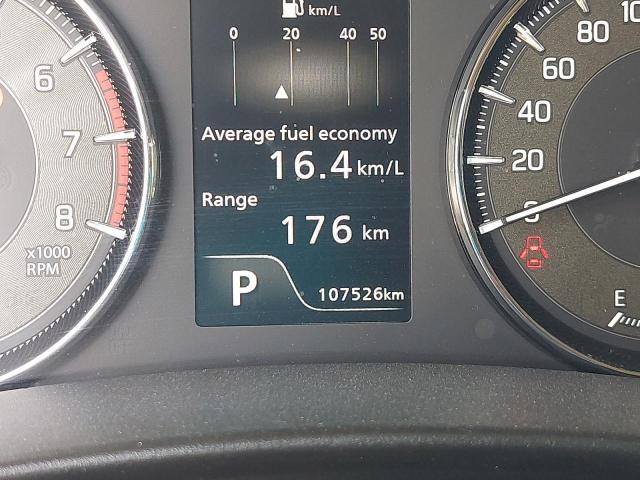 km/L
0 20 40 50
Average fuel economy
16.4 km/L
Range
176 km
P
107526km
6
7
8
x1000
RPM
80
60
40
20
0
E